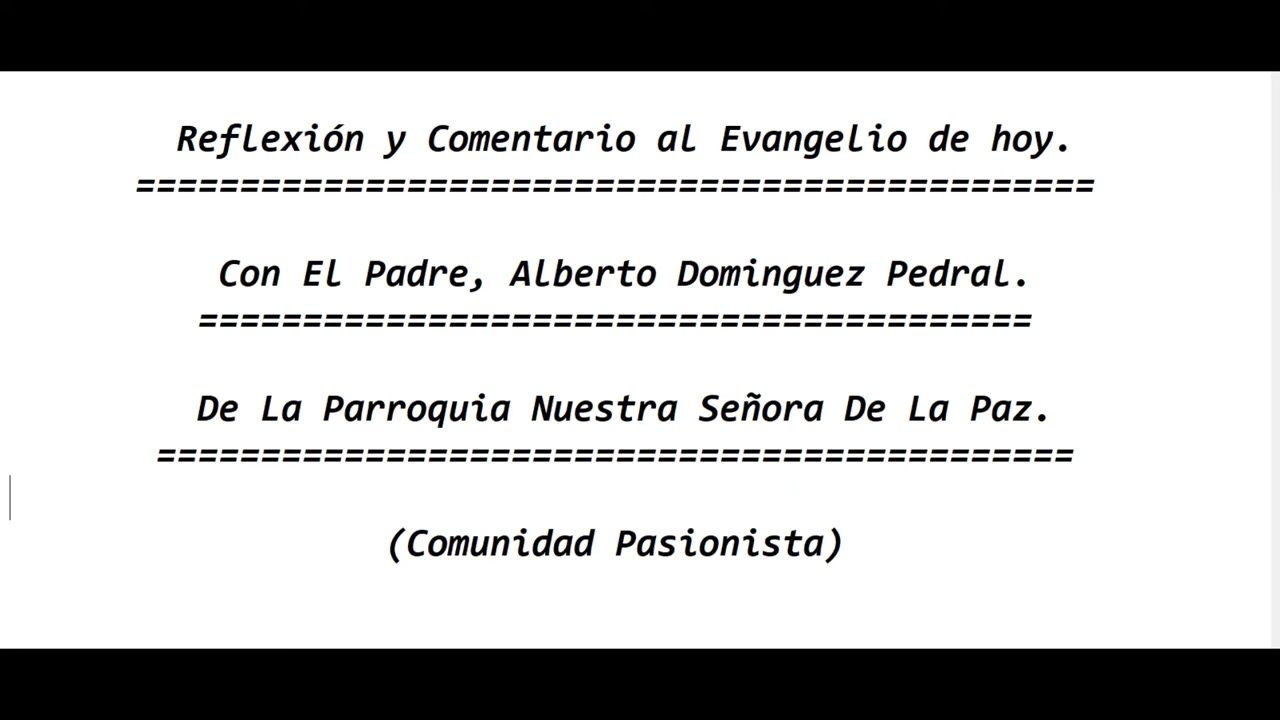 Reflexión y Comentario al Evangelio de hoy.
==============================================
Con El Padre, Alberto Dominguez Pedral.
========================================
De La Parroquia Nuestra Señora De La Paz.
============================================
(Comunidad Pasionista)